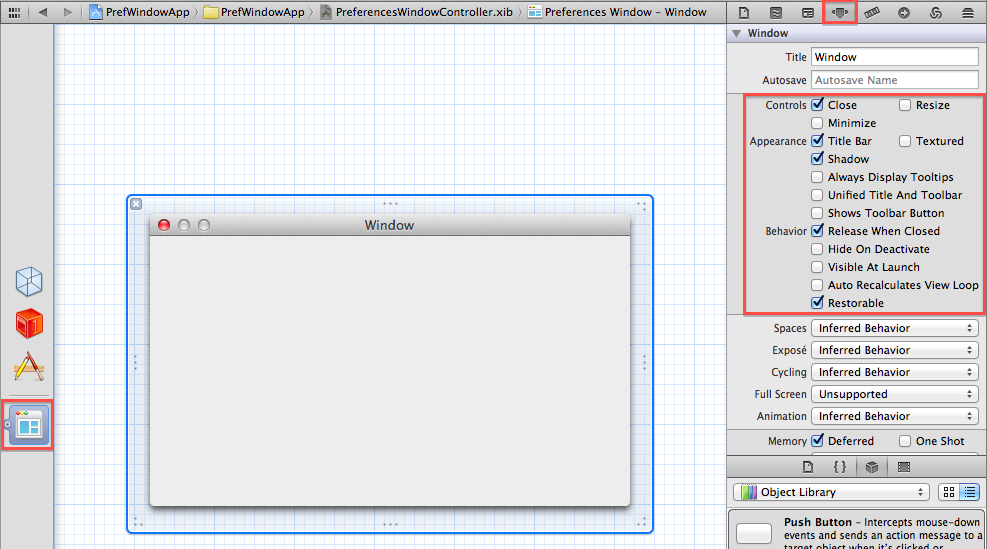 PrefWindowApp PrefWindowApp PreferencesWindowController.xib Preferences Window – Window
Window
Title Window
Autosave Autosave Name
Controls Close Resize
Minimize
Appearance Title Bar Textured
Shadow
Always Display Tooltips
Unified Title And Toolbar
Shows Toolbar Button
Behavior Release When Closed
Hide On Deactivate
Visible At Launch
Auto Recalculates View Loop
Restorable
Spaces Inferred Behavior
Exposé Inferred Behavior
Cycling Inferred Behavior
Full Screen Unsupported
Animation Inferred Behavior
Memory Deferred One Shot
{ }
Object Library
Push Button – Intercepts mouse-down
events and sends an action message to a
target object when it's clicked or
Window